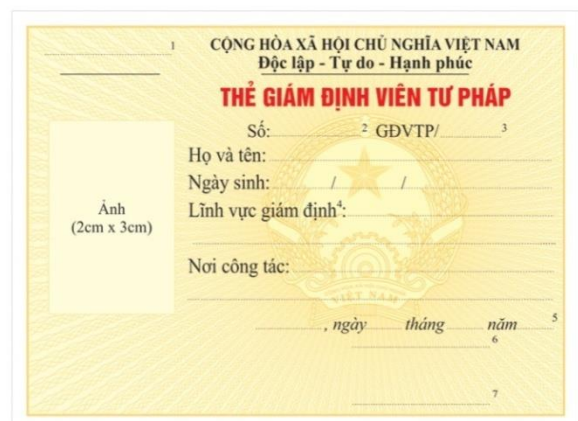 1
CỘNG HÒA XÃ HỘI CHỦ NGHĨA VIỆT NAM
Độc lập - Tự do - Hạnh phúc
THẺ GIÁM ĐỊNH VIÊN TƯ PHÁP
Số: 2 GĐVTP/ 3
Họ và tên:
Ngày sinh: / /
Ảnh
(2cm x 3cm)
Lĩnh vực giám định4:
Nơi công tác:
VIỆT NAM
, ngày tháng năm 5
6
7